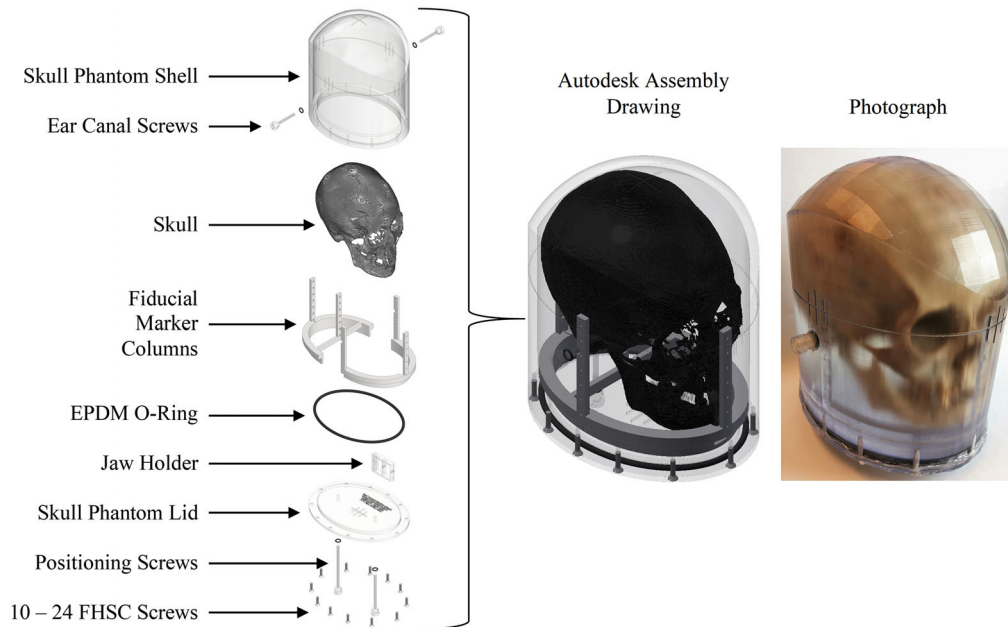 Skull Phantom Shell
Ear Canal Screws
Skull
Fiducial
Marker
Columns
EPDM O-Ring
Jaw Holder
Skull Phantom Lid
Positioning Screws
10 – 24 FHSC Screws
Autodesk Assembly
Drawing
Photograph